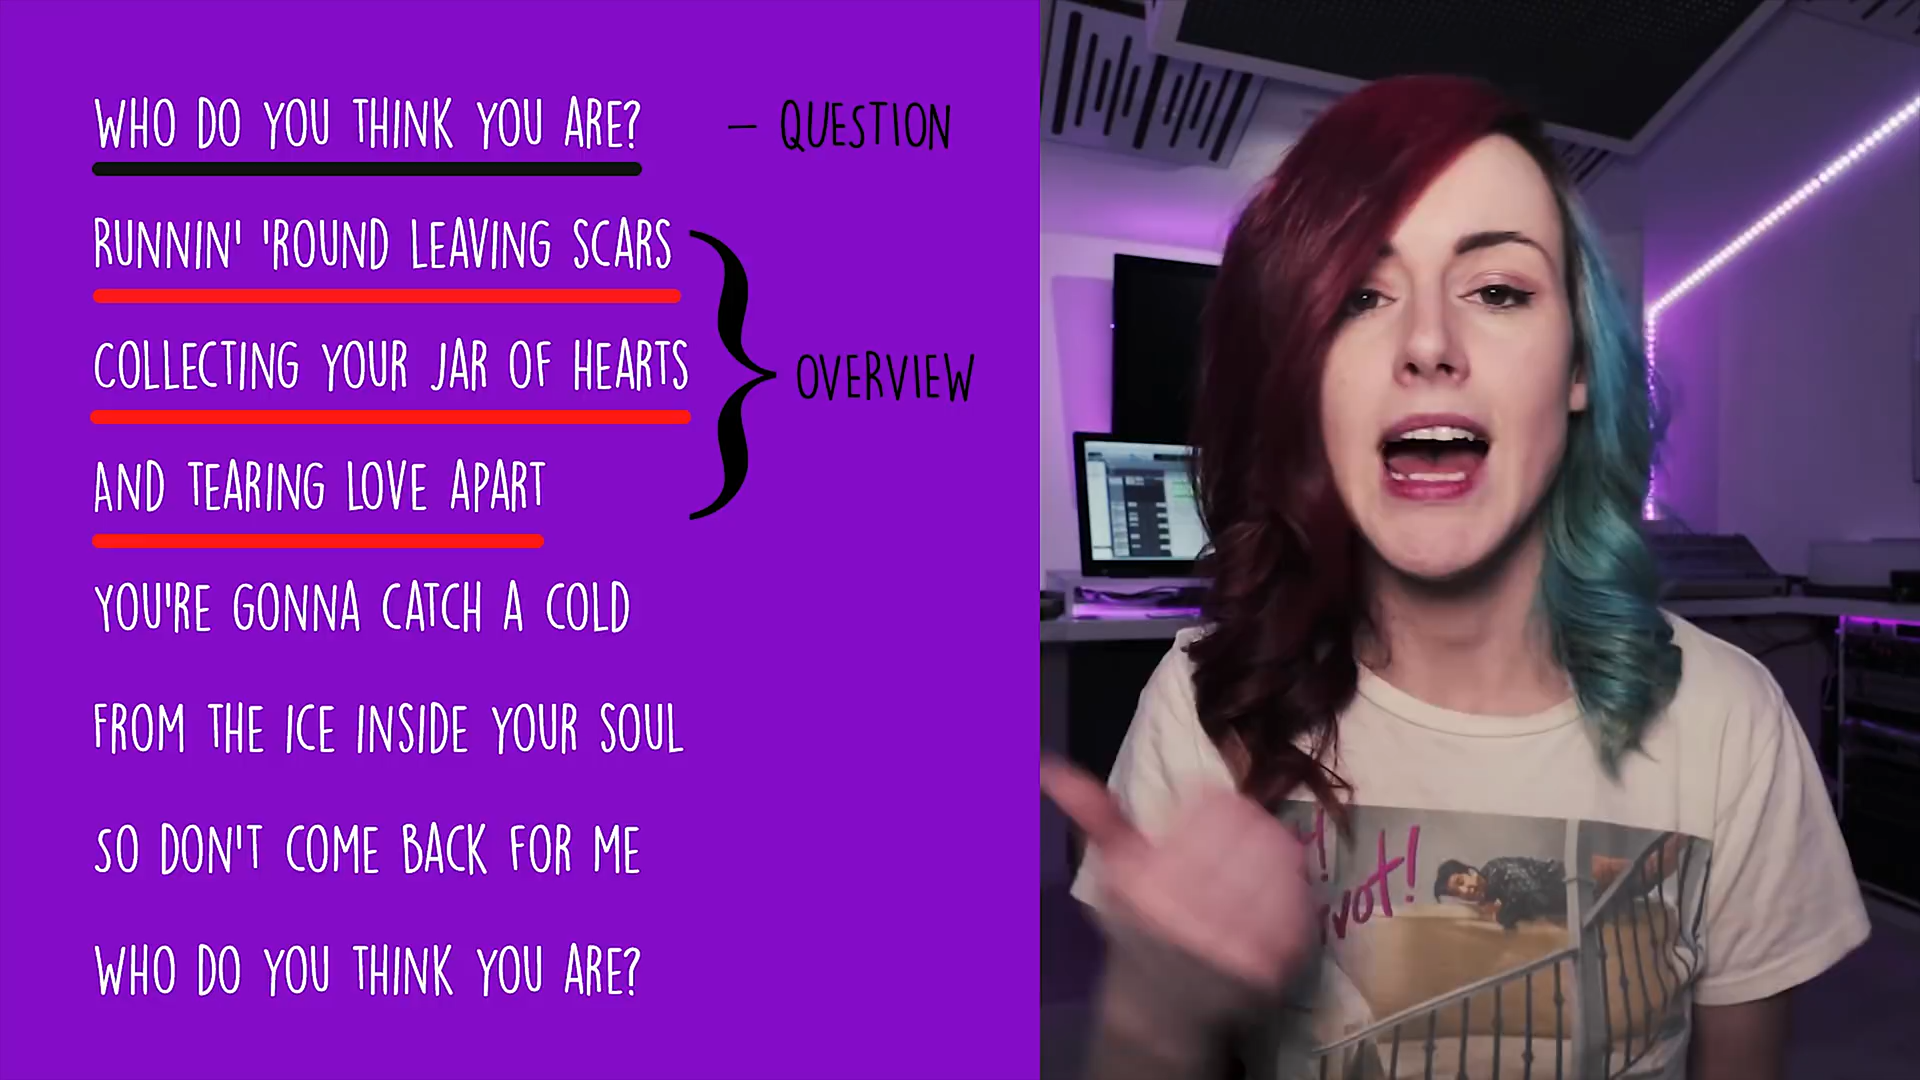 WHO DO YOU THINK YOU ARE? – QUESTION
RUNNIN' 'ROUND LEAVING SCARS
COLLECTING YOUR JAR OF HEARTS
OVERVIEW
AND TEARING LOVE APART
YOU'RE GONNA CATCH A COLD
FROM THE ICE INSIDE YOUR SOUL
SO DON'T COME BACK FOR ME
WHO DO YOU THINK YOU ARE?